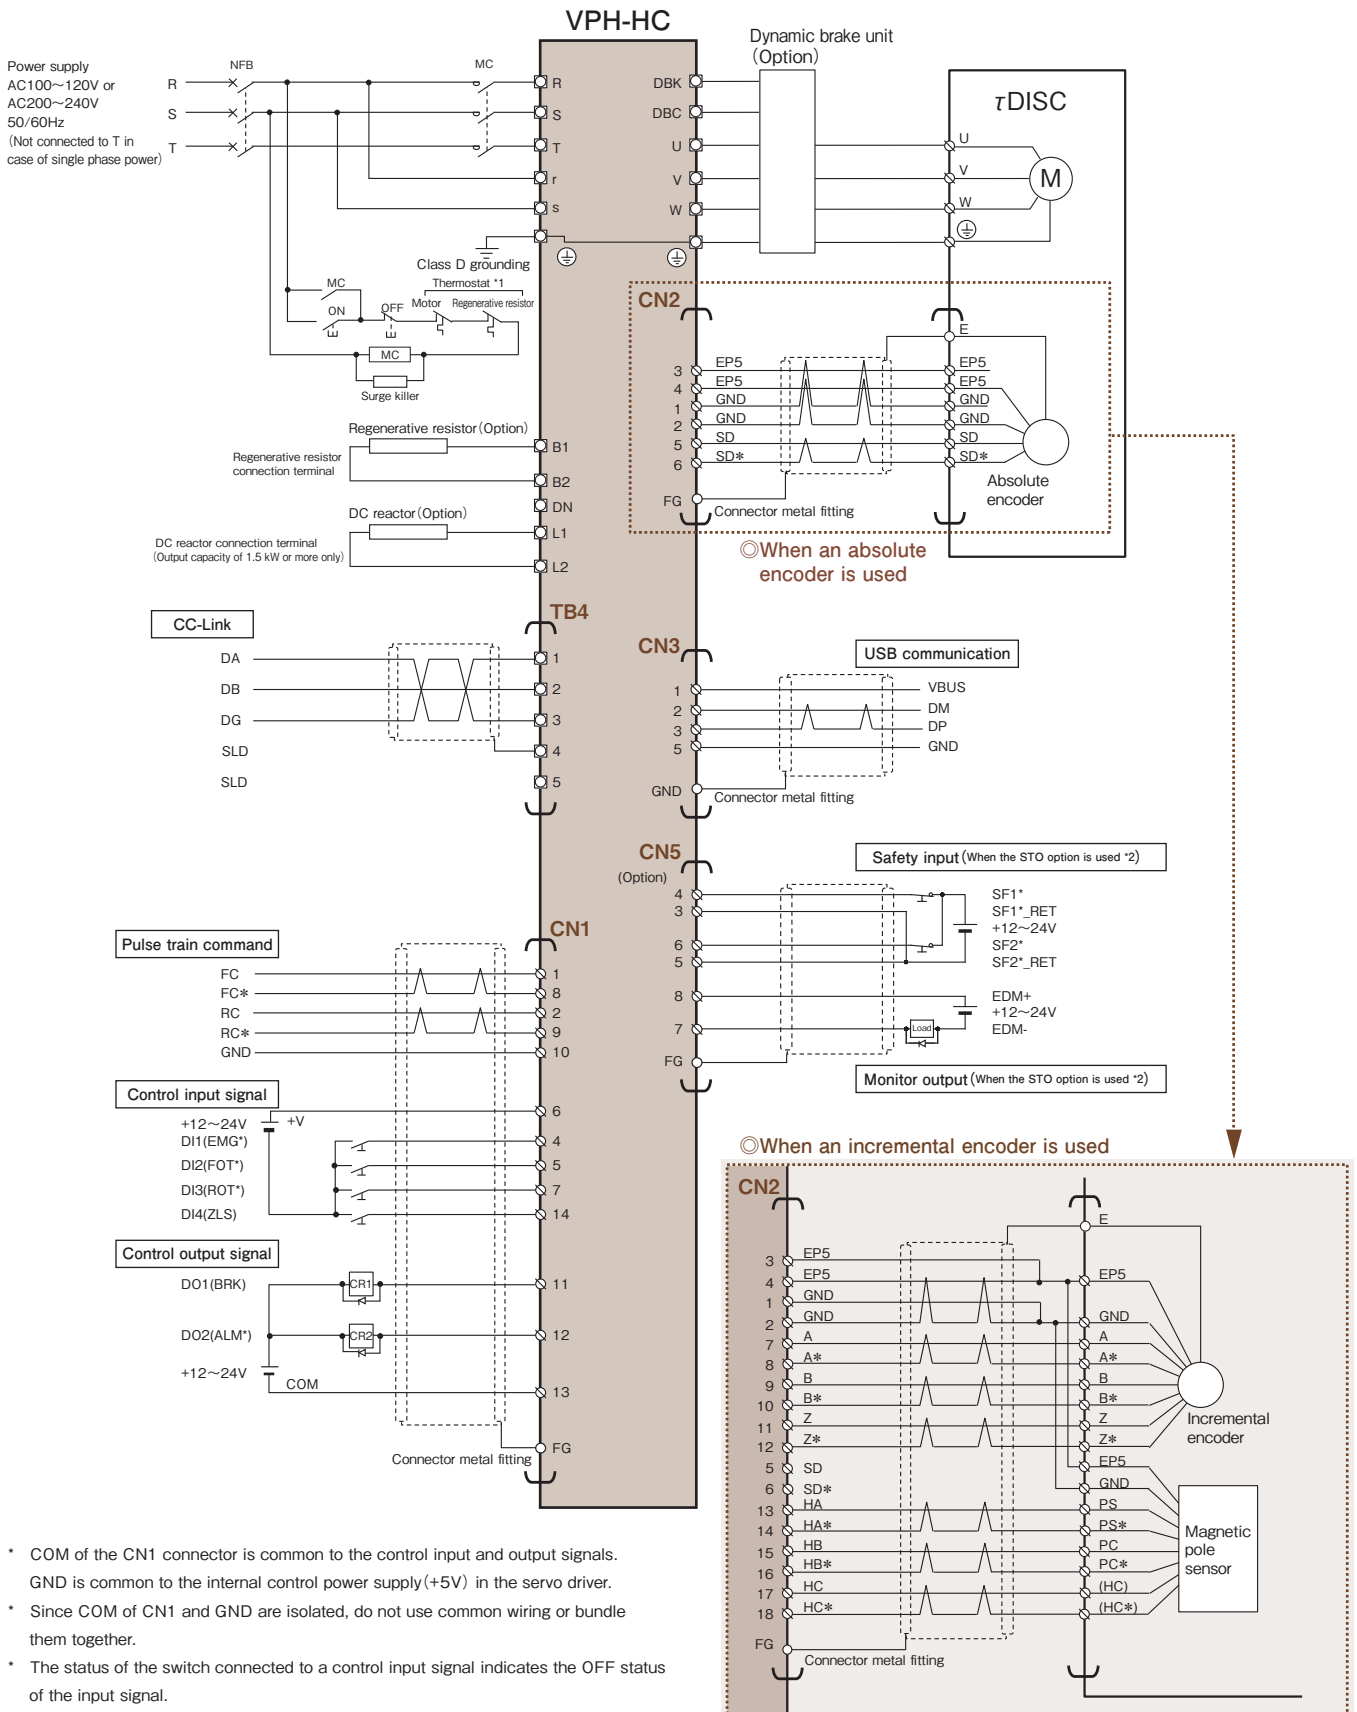 VPH-HC
Power supply
AC100～120V or
AC200～240V
50/60Hz
(Not connected to T in
case of single phase power)
R
S
T
NFB
MC
R
S
T
r
s
Class D grounding
Thermostat *1
Motor
Regenerative resistor
MC
ON
OFF
MC
Surge killer
Regenerative resistor(Option)
Regenerative resistor
connection terminal
B1
B2
DN
DC reactor(Option)
DC reactor connection terminal
(Output capacity of 1.5 kW or more only)
L1
L2
DBK
DBC
U
V
W
Dynamic brake unit
(Option)
τDISC
U
V
W
M
CN2
3 EP5
4 EP5
1 GND
2 GND
5 SD
6 SD*
FG
Connector metal fitting
E
EP5
EP5
GND
GND
SD
SD*
Absolute
encoder
◎When an absolute
encoder is used
TB4
CC-Link
DA 1
DB 2
DG 3
SLD 4
SLD 5
CN3
USB communication
1 VBUS
2 DM
3 DP
5 GND
GND
Connector metal fitting
CN5
(Option)
Safety input(When the STO option is used *2)
4 SF1*
3 SF1*_RET
+12～24V
6 SF2*
5 SF2*_RET
8 EDM+
+12～24V
7 Load EDM-
FG
Monitor output(When the STO option is used *2)
CN1
Pulse train command
FC 1
FC* 8
RC 2
RC* 9
GND 10
Control input signal
+12～24V +V 6
DI1(EMG*) 4
DI2(FOT*) 5
DI3(ROT*) 7
DI4(ZLS) 14
Control output signal
DO1(BRK) CR1 11
DO2(ALM*) CR2 12
+12～24V
COM 13
FG
Connector metal fitting
◎When an incremental encoder is used
CN2
3 EP5
4 EP5
1 GND
2 GND
7 A
8 A*
9 B
10 B*
11 Z
12 Z*
5 SD
6 SD*
13 HA
14 HA*
15 HB
16 HB*
17 HC
18 HC*
FG
Connector metal fitting
E
EP5
GND
A
A*
B
B*
Z
Z*
EP5
GND
PS
PS*
PC
PC*
(HC)
(HC*)
Incremental
encoder
Magnetic
pole
sensor
* COM of the CN1 connector is common to the control input and output signals.
GND is common to the internal control power supply(+5V) in the servo driver.
* Since COM of CN1 and GND are isolated, do not use common wiring or bundle
them together.
* The status of the switch connected to a control input signal indicates the OFF status
of the input signal.